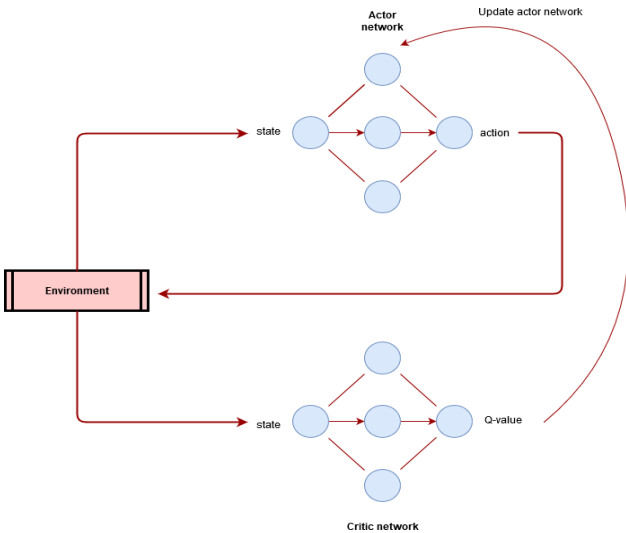 Actor
network
Update actor network
state
action
Environment
state
Q-value
Critic network